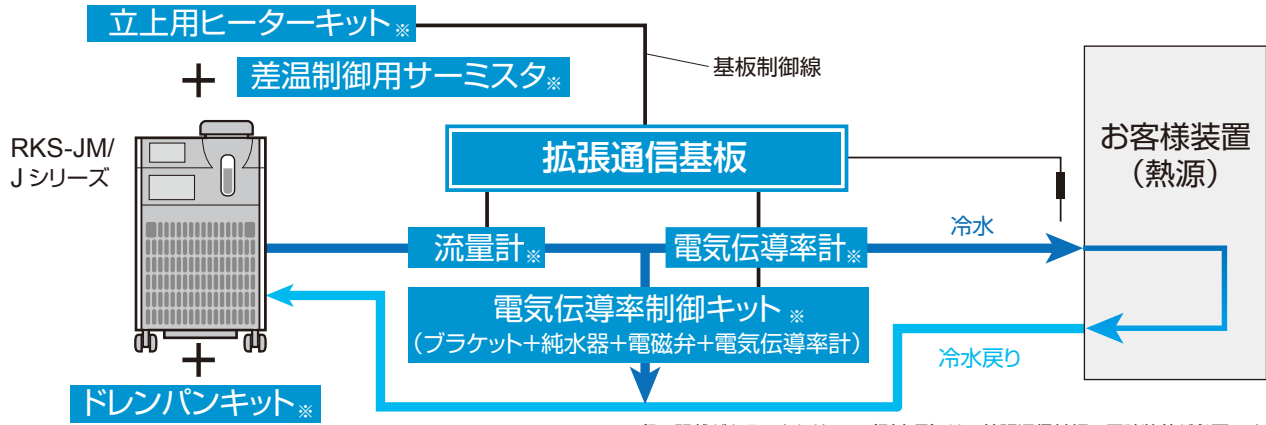 立上用ヒーターキット※
+
差温制御用サーミスタ※
基板制御線
RKS-JM/
Jシリーズ
拡張通信基板
お客様装置
(熱源)
流量計※
電気伝導率計※
冷水
電気伝導率制御キット※
(ブラケット+純水器+電磁弁+電気伝導率計)
冷水戻り
+
ドレンパンキット※